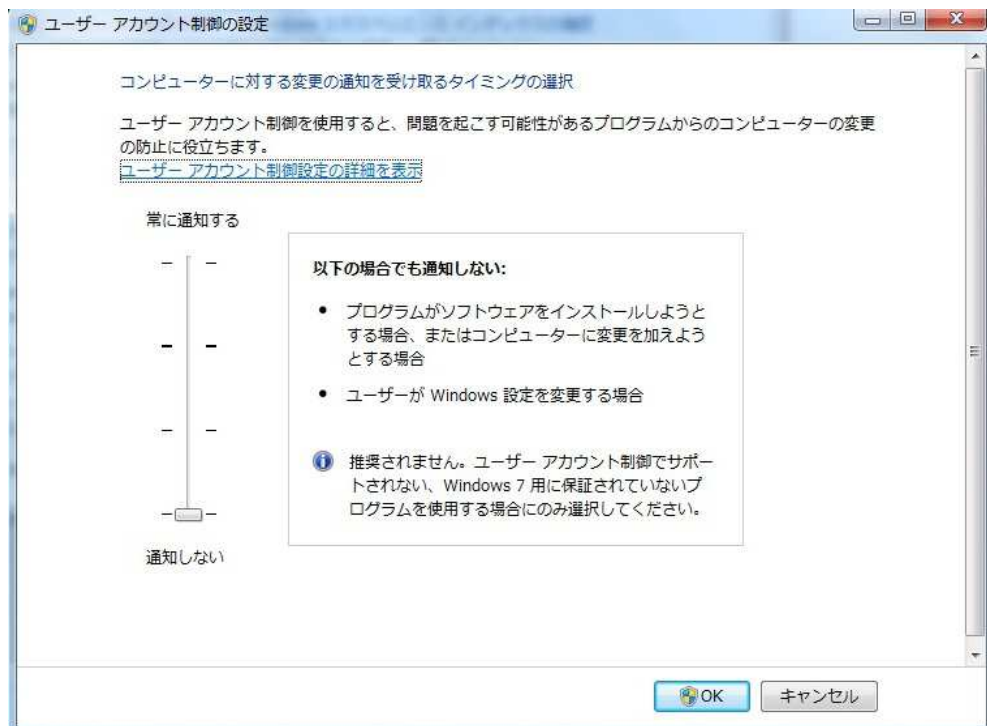 ユーザー アカウント制御の設定
コンピューターに対する変更の通知を受け取るタイミングの選択
ユーザー アカウント制御を使用すると、問題を起こす可能性があるプログラムからのコンピューターの変更
の防止に役立ちます。
ユーザー アカウント制御設定の詳細を表示
常に通知する
以下の場合でも通知しない:
• プログラムがソフトウェアをインストールしようと
する場合、またはコンピューターに変更を加えよう
とする場合
• ユーザーが Windows 設定を変更する場合
推奨されません。ユーザー アカウント制御でサポー
トされない、Windows 7 用に保証されていないプ
ログラムを使用する場合にのみ選択してください。
通知しない
OK
キャンセル